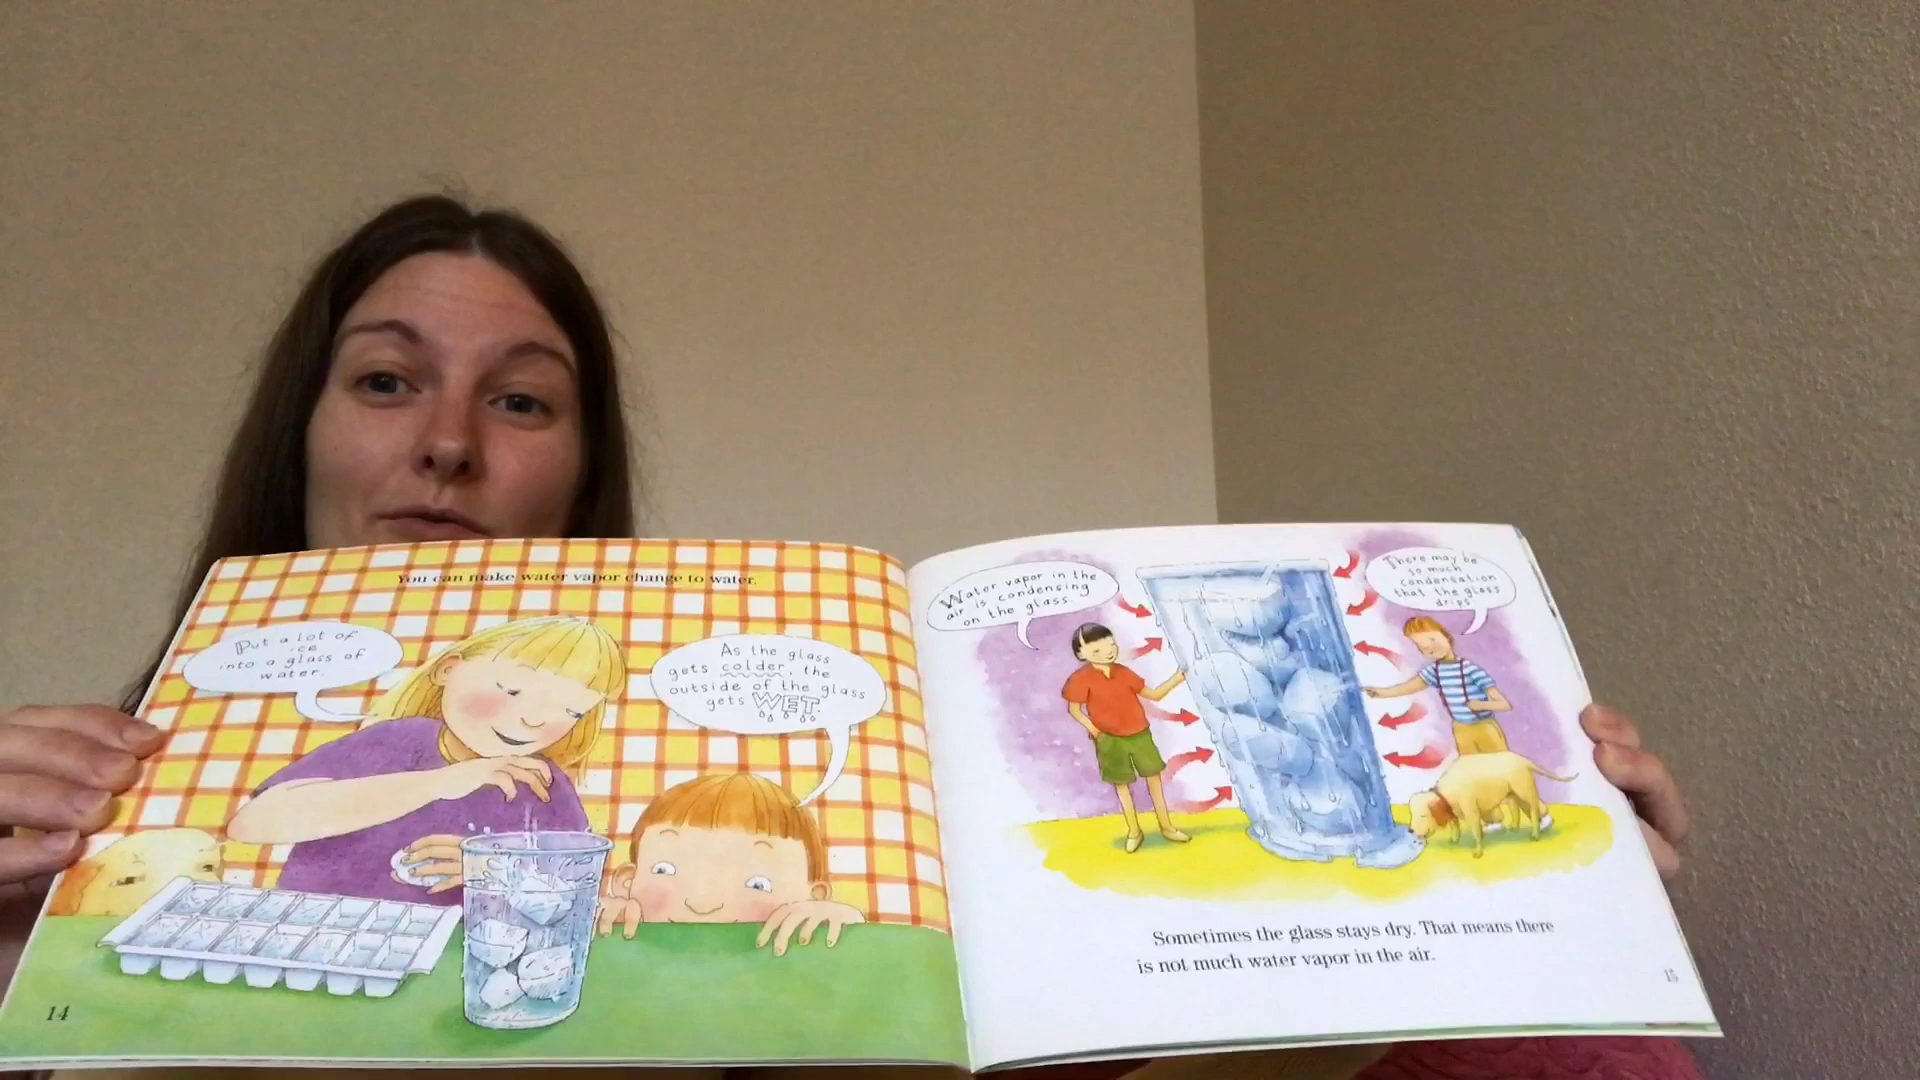 You can make water vapor change to water.
Put a lot of
ice
into a glass of
water.
As the glass
gets colder, the
outside of the glass
gets WET.
14
Water vapor in the
air is condensing
on the glass.
There may be
so much
condensation
that the glass
drips
Sometimes the glass stays dry. That means there
is not much water vapor in the air.
15